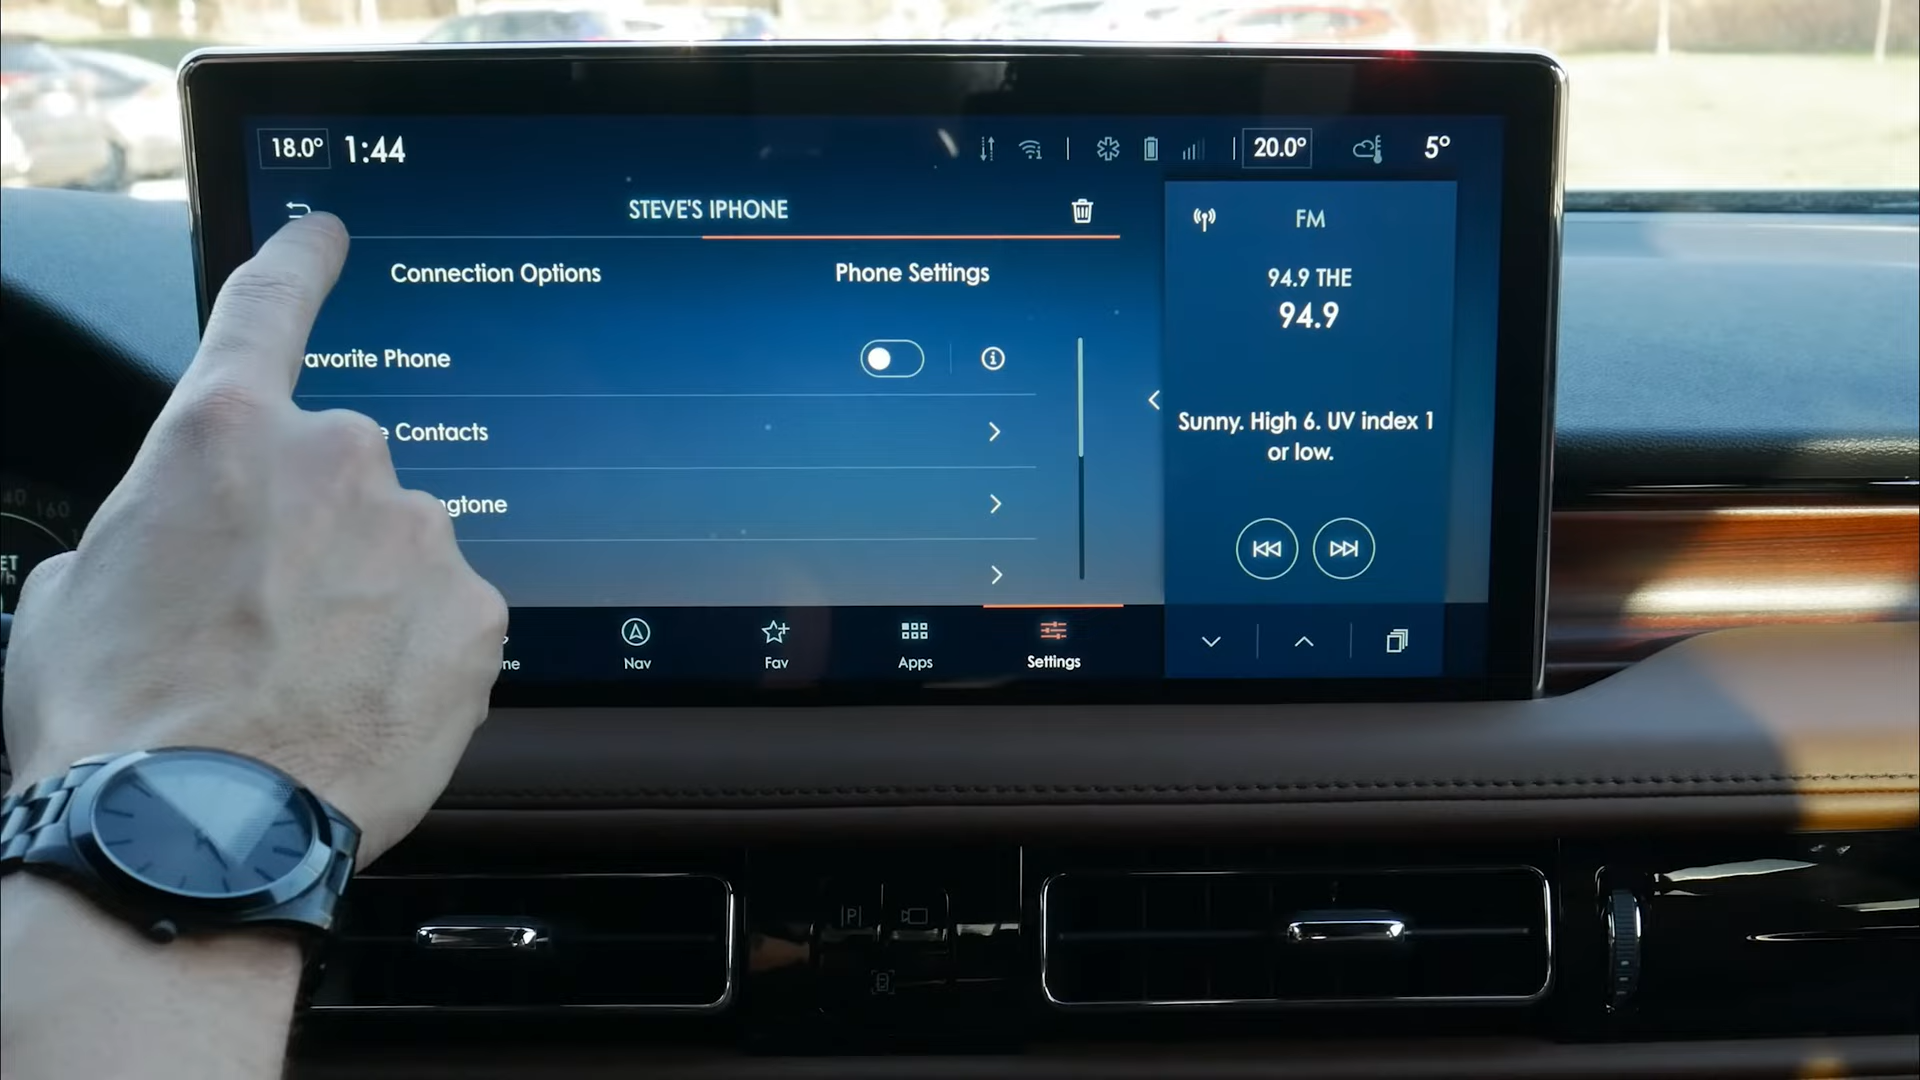 18.0° 1:44 20.0° 5°
STEVE'S IPHONE
Connection Options Phone Settings
avorite Phone
Contacts
gtone
ne
Nav
Fav
Apps
Settings
FM
94.9 THE
94.9
Sunny. High 6. UV index 1
or low.
160
P